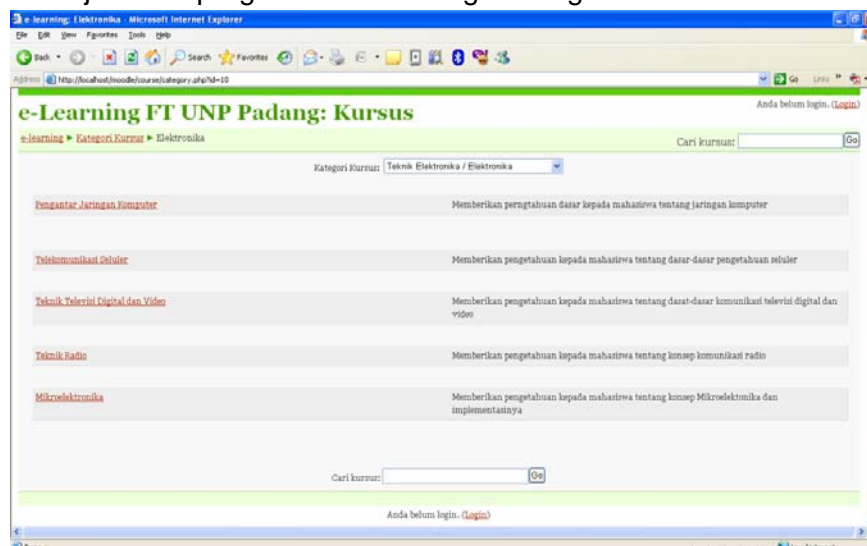 e-learning: Elektronika - Microsoft Internet Explorer
File Edit View Favorites Tools Help
Back Search Favorites
Address http://localhost/moodle/course/category.php?id=10 Go Links
e-Learning FT UNP Padang: Kursus
Anda belum login. (Login)
e-learning ► Kategori Kursus ► Elektronika
Cari kursus: Go
Kategori Kursus: Teknik Elektronika / Elektronika
Pengantar Jaringan Komputer Memberikan perngtahuan dasar kepada mahasiswa tentang jaringan komputer
Telekomunikasi Seluler Memberikan pengetahuan kepada mahasiswa tentang dasar-dasar pengetahuan seluler
Teknik Televisi Digital dan Video Memberikan pengetahuan kepada mahasiswa tentang dasat-dasar komunikasi televisi digital dan
video
Teknik Radio Memberikan pengetahuan kepada mahasiswa tentang konsep komunikasi radio
Mikroelektronika Memberikan pengetahuan kepada mahasiswa tentang konsep Mikroelektonika dan
implementasinya
Cari kursus: Go
Anda belum login. (Login)